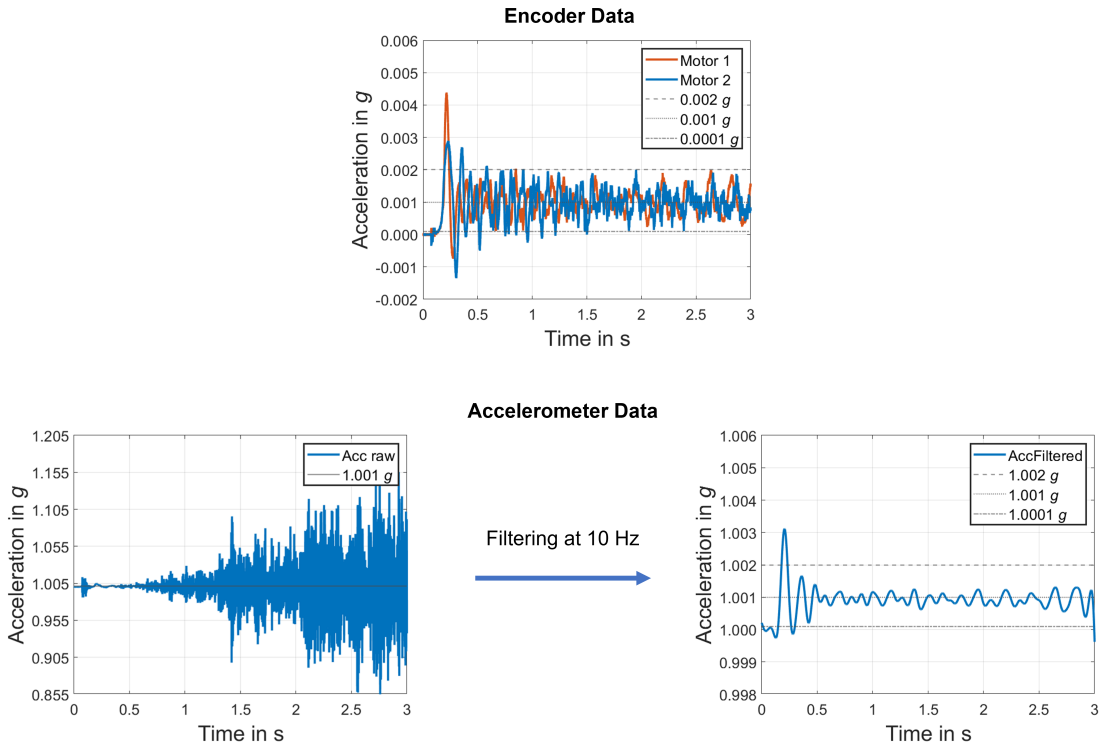 Encoder Data
0.006
0.005
0.004
0.003
0.002
0.001
0.000
-0.001
-0.002
Acceleration in g
Motor 1
Motor 2
0.002 g
0.001 g
0.0001 g
0 0.5 1 1.5 2 2.5 3
Time in s
Accelerometer Data
1.205
1.155
1.105
1.055
1.005
0.955
0.905
0.855
Acceleration in g
Acc raw
1.001 g
0 0.5 1 1.5 2 2.5 3
Time in s
Filtering at 10 Hz
1.006
1.005
1.004
1.003
1.002
1.001
1.000
0.999
0.998
Acceleration in g
AccFiltered
1.002 g
1.001 g
1.0001 g
0 0.5 1 1.5 2 2.5 3
Time in s